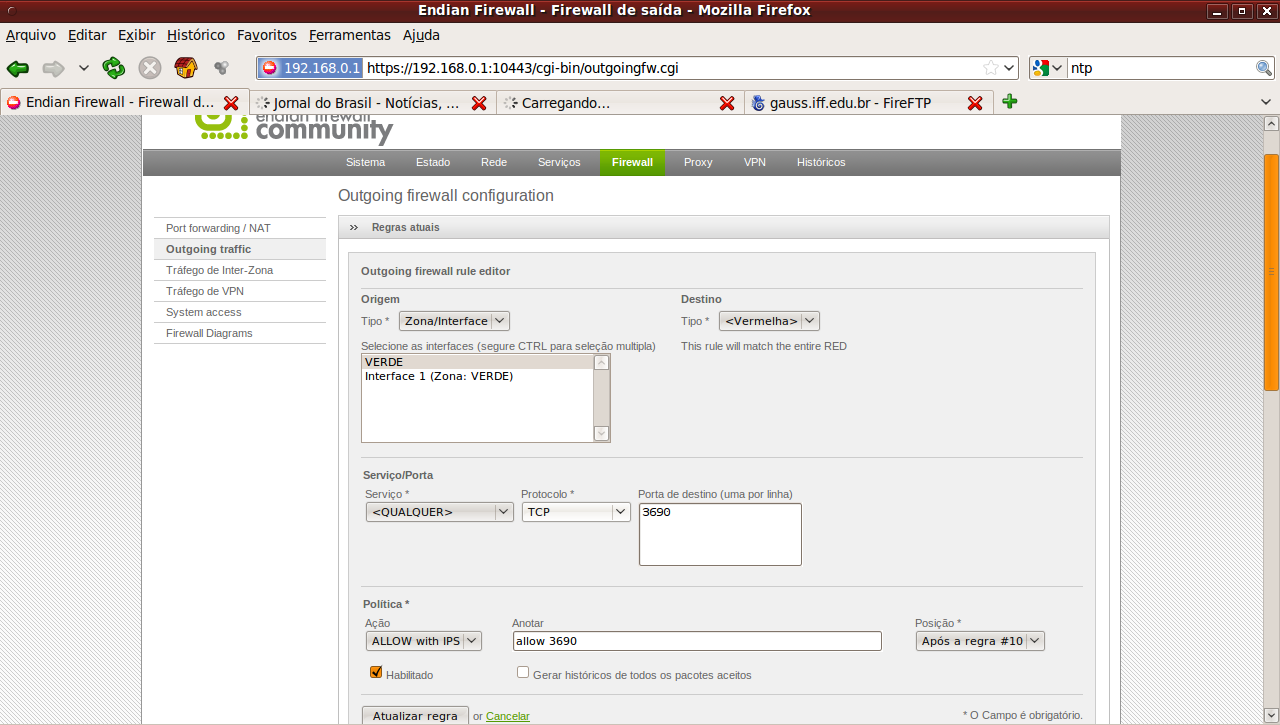 Endian Firewall - Firewall de saída - Mozilla Firefox
Arquivo Editar Exibir Histórico Favoritos Ferramentas Ajuda
192.168.0.1 https://192.168.0.1:10443/cgi-bin/outgoingfw.cgi ntp
Endian Firewall - Firewall d... Jornal do Brasil - Notícias, ... Carregando... gauss.iff.edu.br - FireFTP
endian firewall
community
Sistema Estado Rede Serviços Firewall Proxy VPN Históricos
Outgoing firewall configuration
Port forwarding / NAT
Outgoing traffic
Tráfego de Inter-Zona
Tráfego de VPN
System access
Firewall Diagrams
>> Regras atuais
Outgoing firewall rule editor
Origem Destino
Tipo * Zona/Interface Tipo * <Vermelha>
Selecione as interfaces (segure CTRL para seleção multipla) This rule will match the entire RED
VERDE
Interface 1 (Zona: VERDE)
Serviço/Porta
Serviço * Protocolo * Porta de destino (uma por linha)
<QUALQUER> TCP 3690
Política *
Ação Anotar Posição *
ALLOW with IPS allow 3690 Após a regra #10
Habilitado Gerar históricos de todos os pacotes aceitos
Atualizar regra or Cancelar * O Campo é obrigatório.